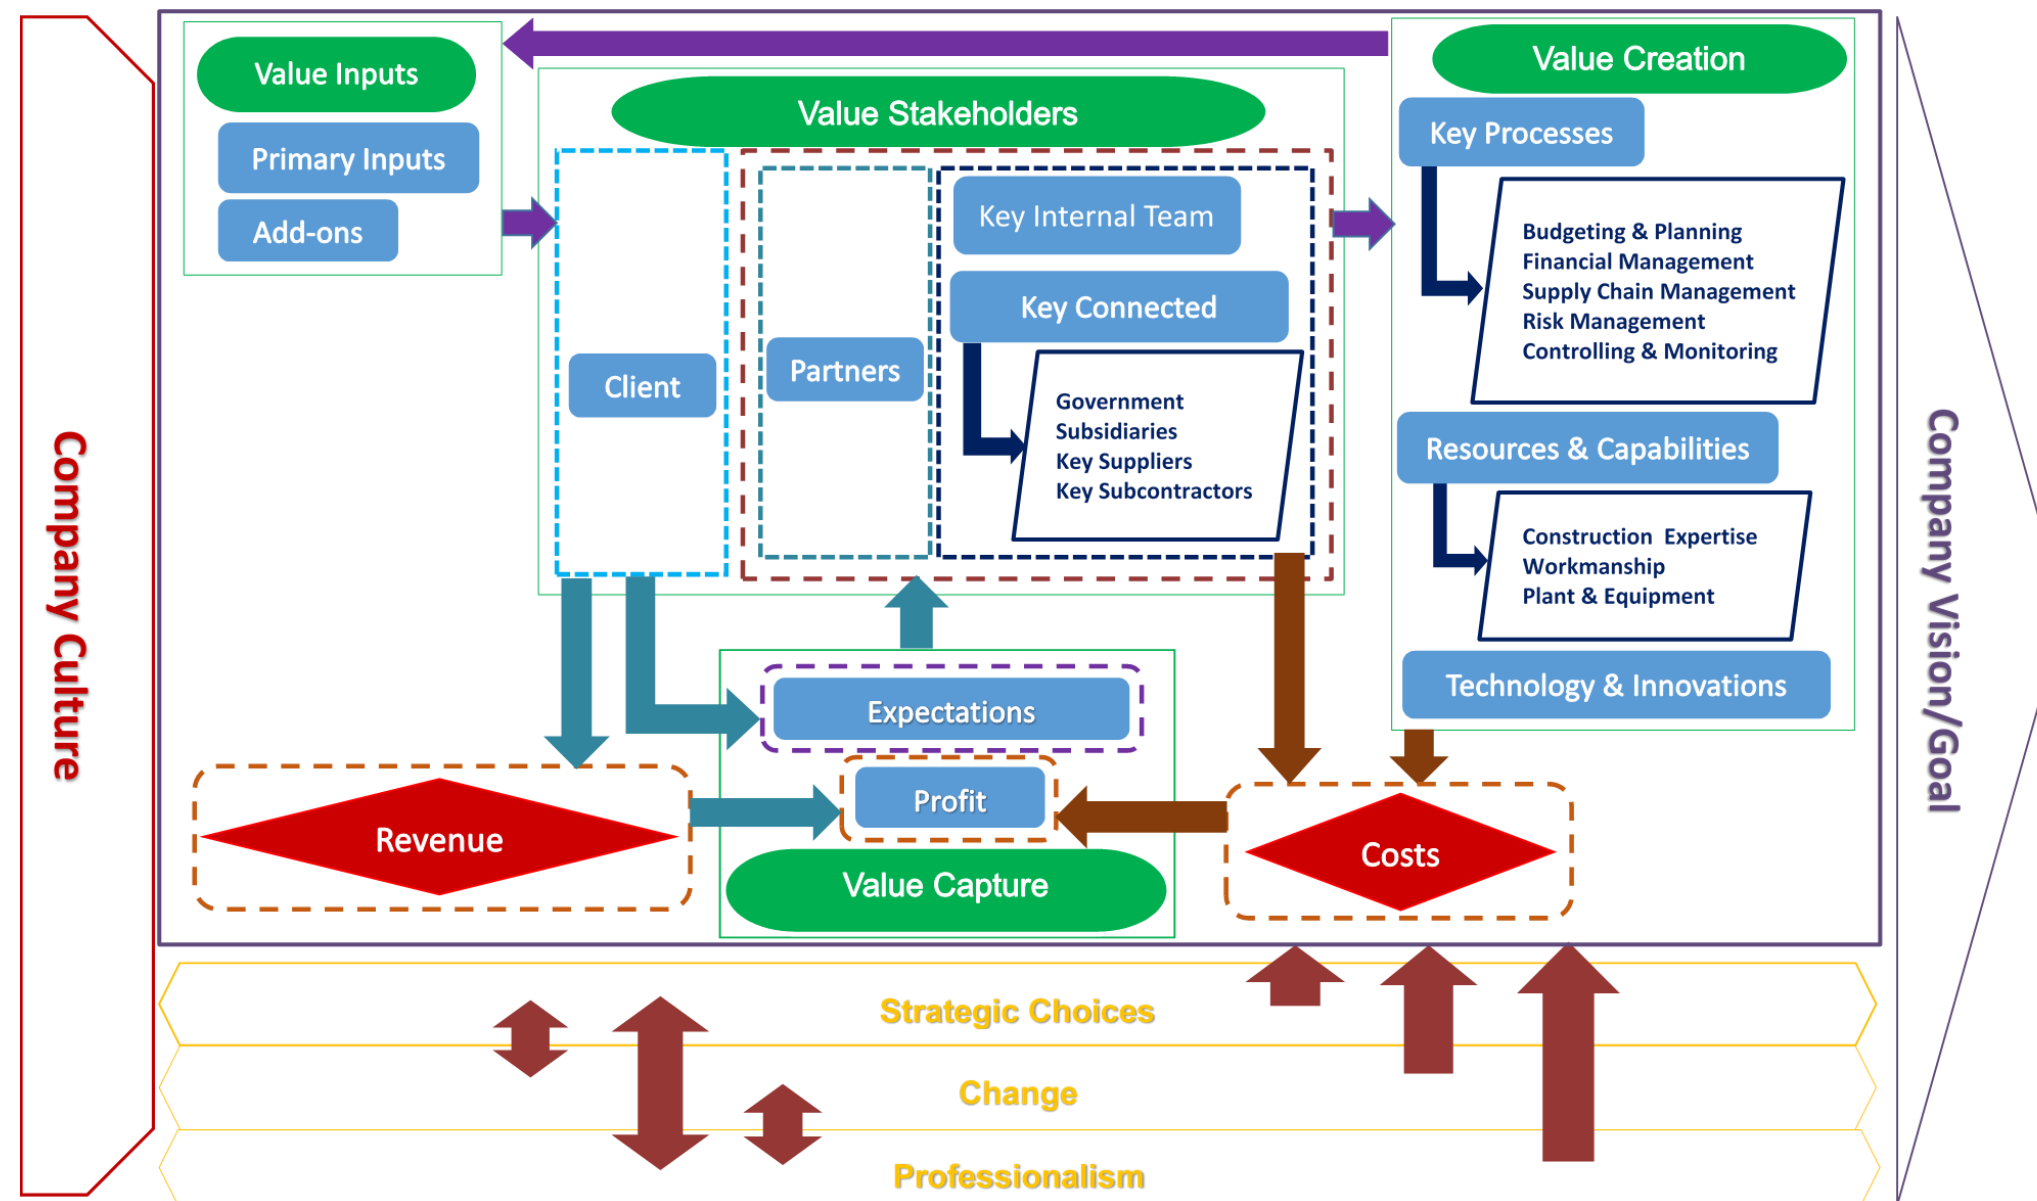 Company Culture
Value Inputs
Primary Inputs
Add-ons
Value Stakeholders
Client
Partners
Key Internal Team
Key Connected
Government
Subsidiaries
Key Suppliers
Key Subcontractors
Value Creation
Key Processes
Budgeting & Planning
Financial Management
Supply Chain Management
Risk Management
Controlling & Monitoring
Resources & Capabilities
Construction Expertise
Workmanship
Plant & Equipment
Technology & Innovations
Expectations
Profit
Value Capture
Revenue
Costs
Company Vision/Goal
Strategic Choices
Change
Professionalism